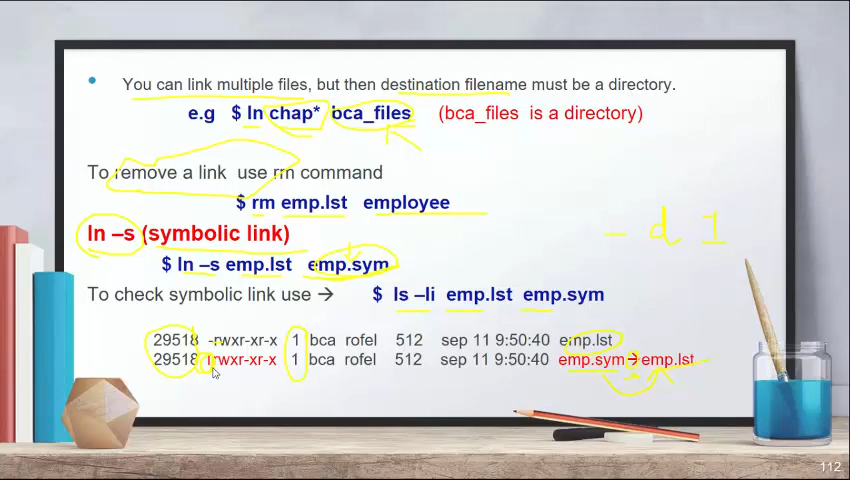 You can link multiple files, but then destination filename must be a directory.
e.g $ ln chap* bca_files (bca_files is a directory)
To remove a link use rm command
$ rm emp.lst employee
ln –s (symbolic link)
$ ln –s emp.lst emp.sym
– d l
To check symbolic link use → $ ls –li emp.lst emp.sym
29518 -rwxr-xr-x 1 bca rofel 512 sep 11 9:50:40 emp.lst
29518 lrwxr-xr-x 1 bca rofel 512 sep 11 9:50:40 emp.sym→emp.lst
112